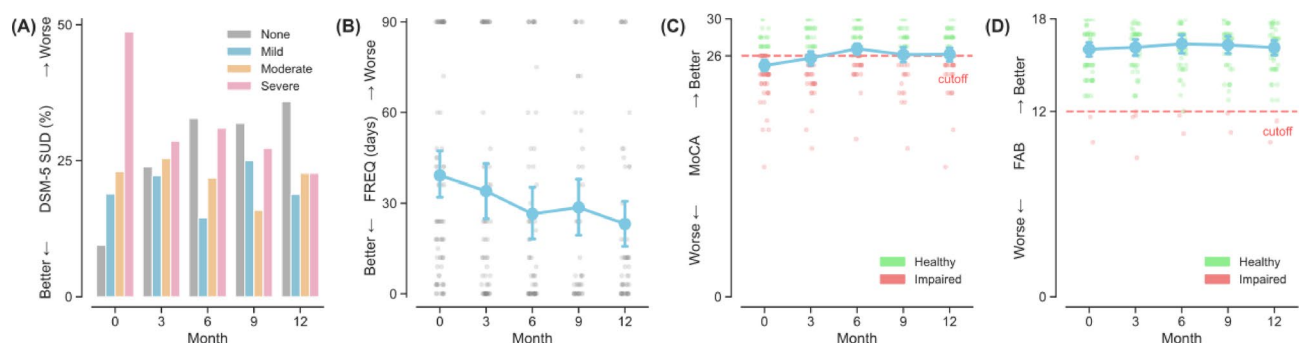 (A)
→ Worse
DSM-5 SUD (%)
Better ←
50
25
0
None
Mild
Moderate
Severe
0 3 6 9 12
Month
(B)
→ Worse
FREQ (days)
Better ←
90
60
30
0
0 3 6 9 12
Month
(C)
→ Better
MoCA
Worse ←
30
26
0
cutoff
Healthy
Impaired
0 3 6 9 12
Month
(D)
→ Better
FAB
Worse ←
18
12
0
cutoff
Healthy
Impaired
0 3 6 9 12
Month